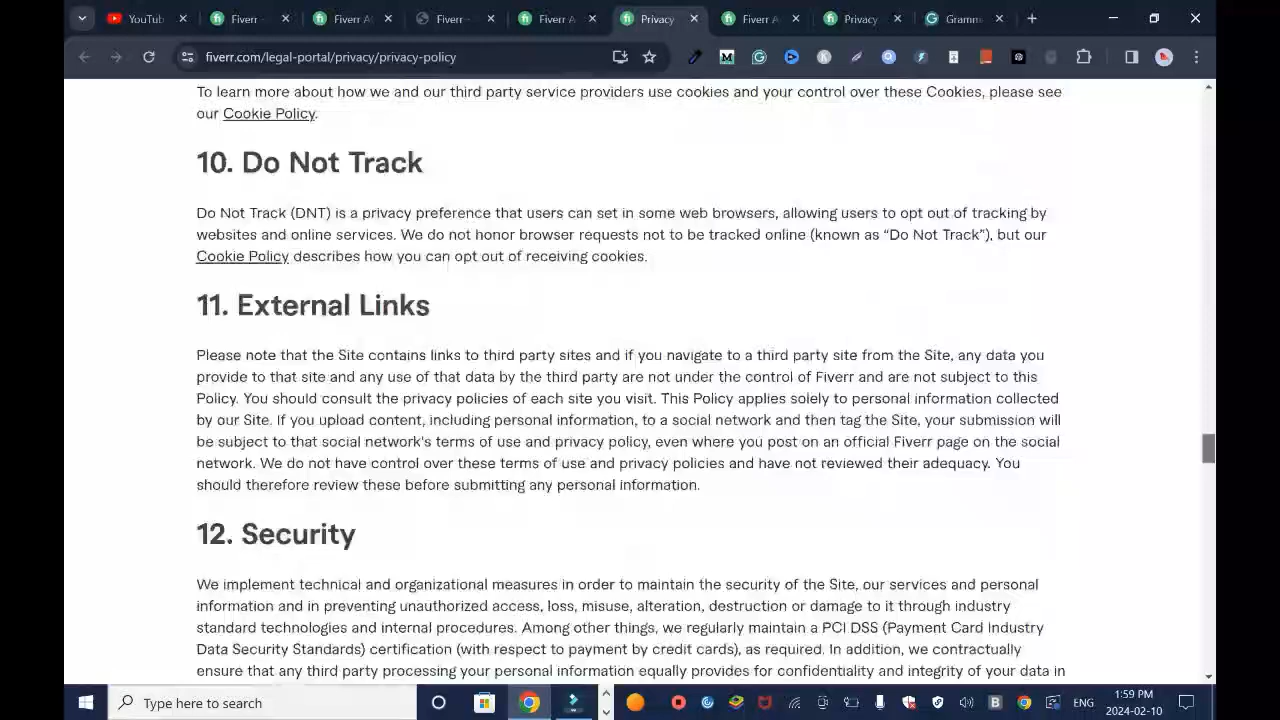 YouTub
Fiverr -
Fiverr A
Fiverr-
Fiverr A
Privacy
Fiverr A
Privacy
Gramm
fiverr.com/legal-portal/privacy/privacy-policy
To learn more about how we and our third party service providers use cookies and your control over these Cookies, please see
our Cookie Policy.
10. Do Not Track
Do Not Track (DNT) is a privacy preference that users can set in some web browsers, allowing users to opt out of tracking by
websites and online services. We do not honor browser requests not to be tracked online (known as “Do Not Track”), but our
Cookie Policy describes how you can opt out of receiving cookies.
11. External Links
Please note that the Site contains links to third party sites and if you navigate to a third party site from the Site, any data you
provide to that site and any use of that data by the third party are not under the control of Fiverr and are not subject to this
Policy. You should consult the privacy policies of each site you visit. This Policy applies solely to personal information collected
by our Site. If you upload content, including personal information, to a social network and then tag the Site, your submission will
be subject to that social network's terms of use and privacy policy, even where you post on an official Fiverr page on the social
network. We do not have control over these terms of use and privacy policies and have not reviewed their adequacy. You
should therefore review these before submitting any personal information.
12. Security
We implement technical and organizational measures in order to maintain the security of the Site, our services and personal
information and in preventing unauthorized access, loss, misuse, alteration, destruction or damage to it through industry
standard technologies and internal procedures. Among other things, we regularly maintain a PCI DSS (Payment Card Industry
Data Security Standards) certification (with respect to payment by credit cards), as required. In addition, we contractually
ensure that any third party processing your personal information equally provides for confidentiality and integrity of your data in
Type here to search
ENG
1:59 PM
2024-02-10